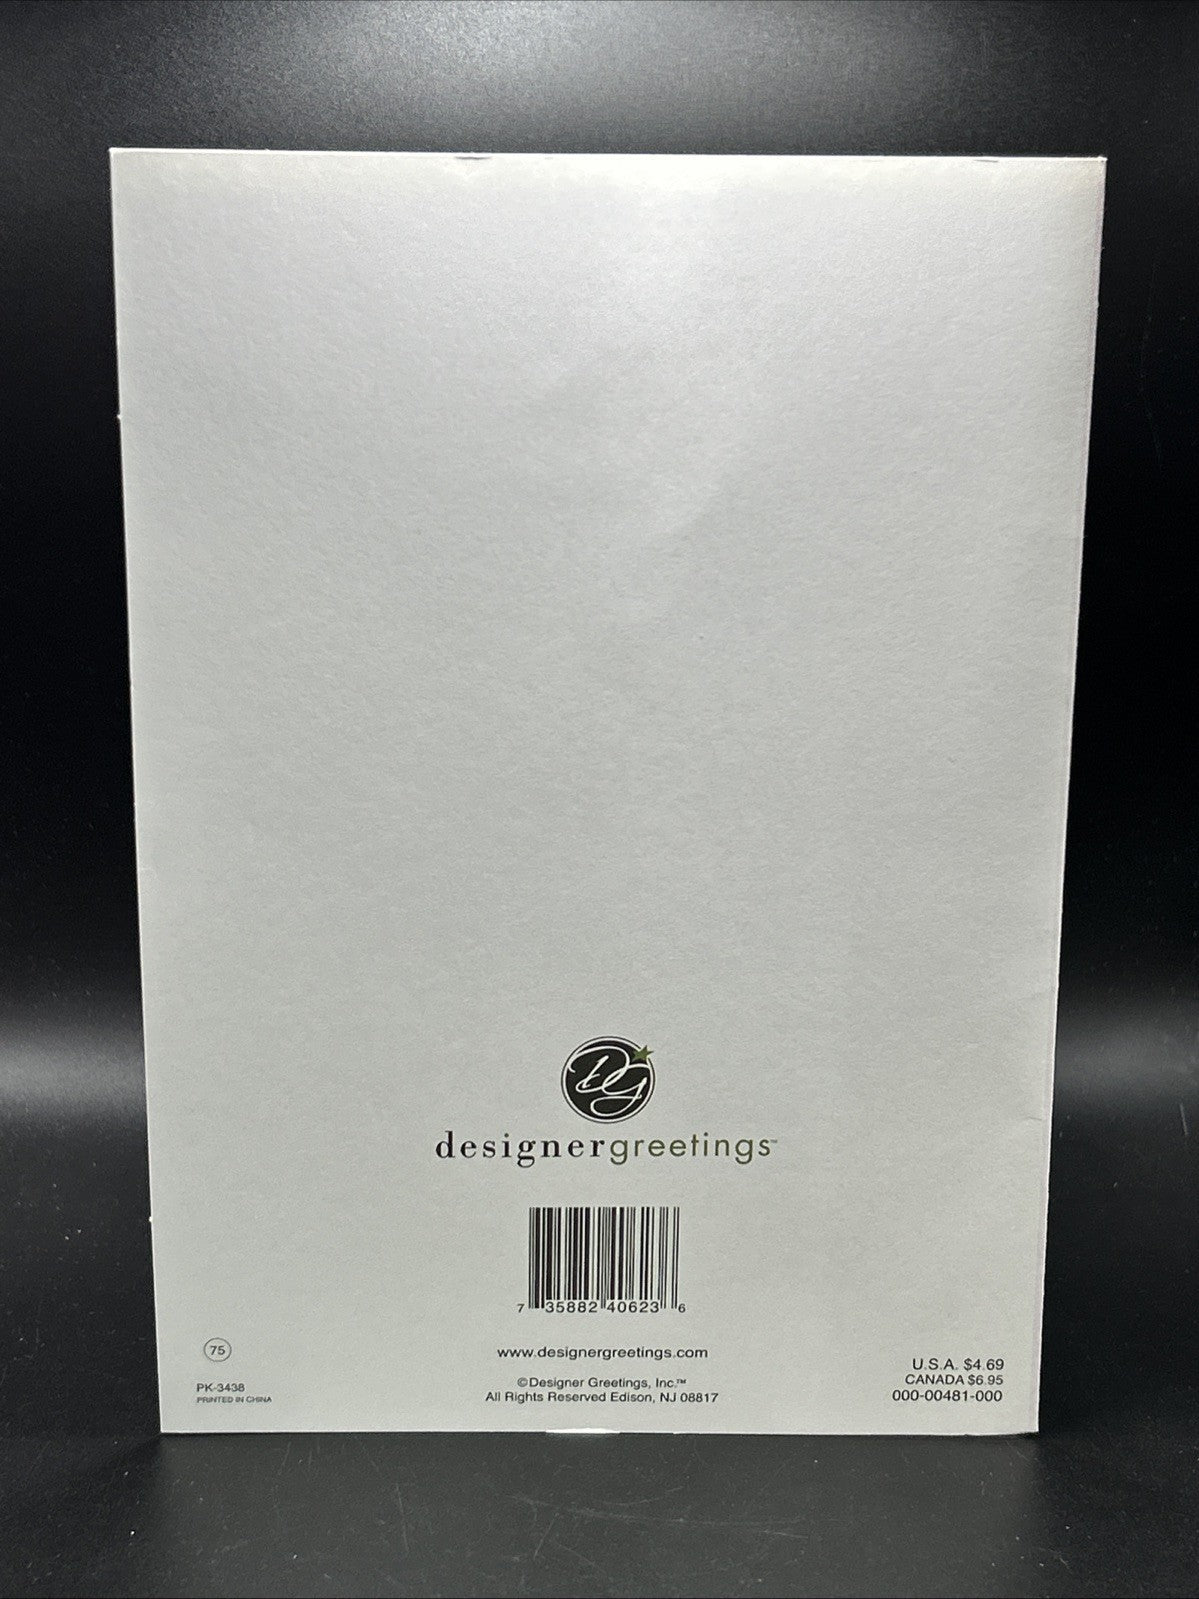 DG
designergreetings™
7 35882 40623 6
75
www.designergreetings.com
U.S.A. $4.69
PK-3438
©Designer Greetings, Inc.™
CANADA $6.95
PRINTED IN CHINA
All Rights Reserved Edison, NJ 08817
000-00481-000